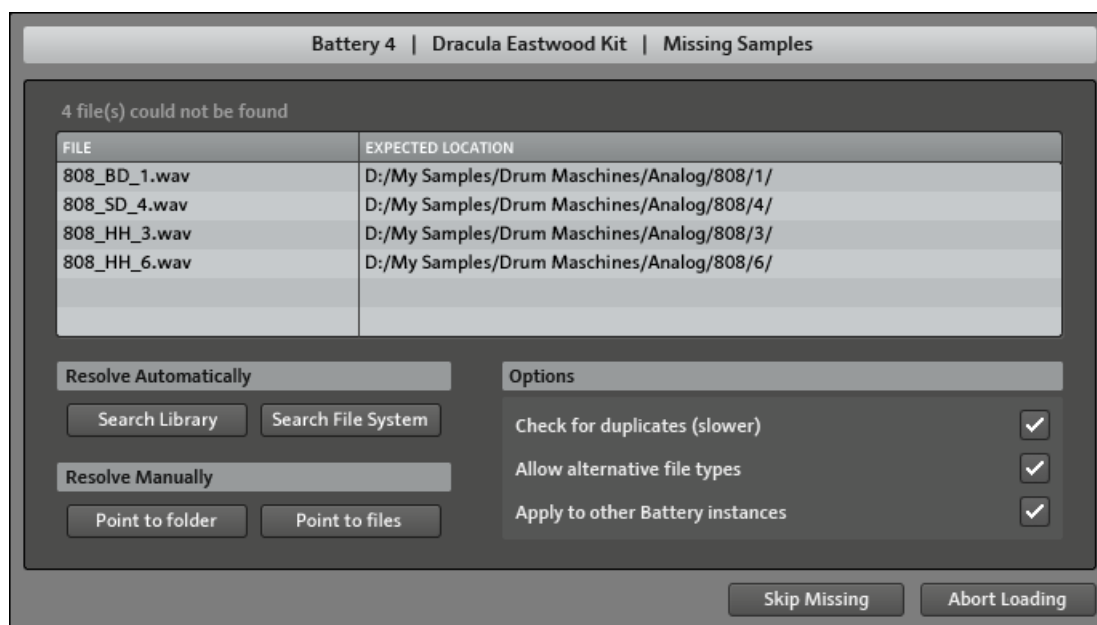 Battery 4 | Dracula Eastwood Kit | Missing Samples
4 file(s) could not be found
FILE EXPECTED LOCATION
808_BD_1.wav D:/My Samples/Drum Maschines/Analog/808/1/
808_SD_4.wav D:/My Samples/Drum Maschines/Analog/808/4/
808_HH_3.wav D:/My Samples/Drum Maschines/Analog/808/3/
808_HH_6.wav D:/My Samples/Drum Maschines/Analog/808/6/
Resolve Automatically
Search Library Search File System
Resolve Manually
Point to folder Point to files
Options
Check for duplicates (slower)
Allow alternative file types
Apply to other Battery instances
Skip Missing Abort Loading